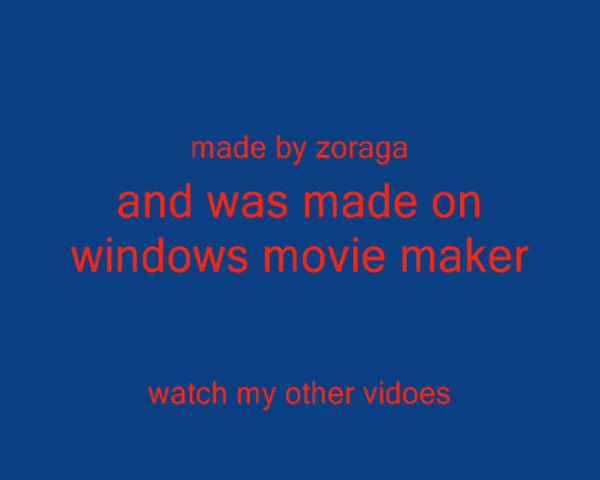 made by zoraga
and was made on
windows movie maker
watch my other vidoes